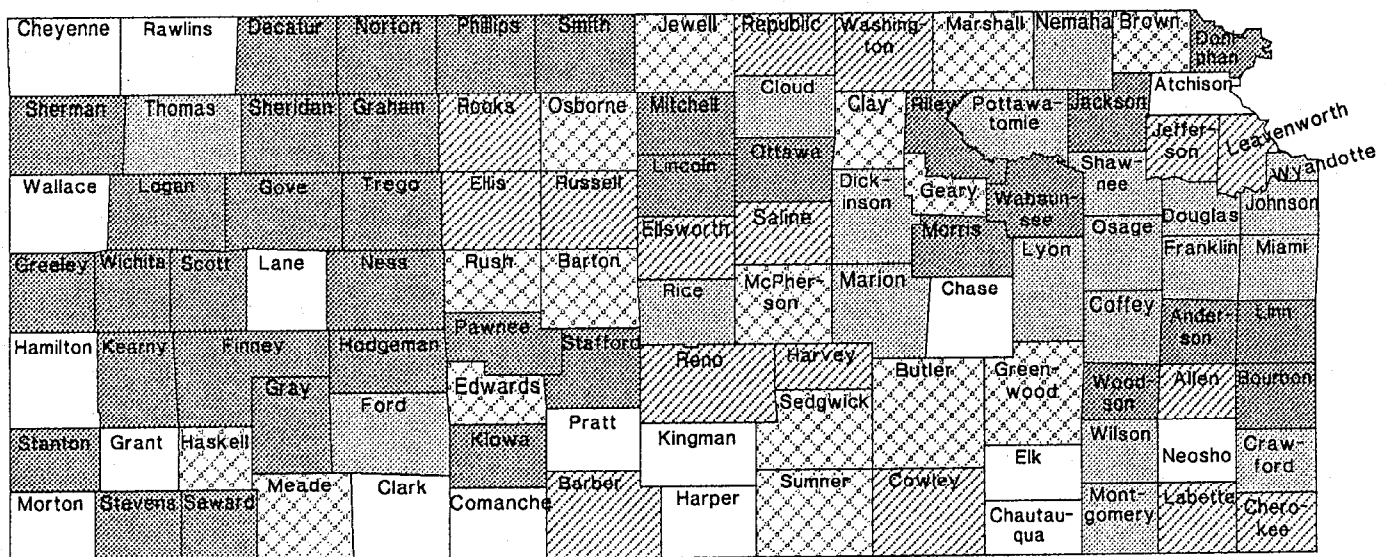 Cheyenne
Rawlins
Decatur
Norton
Phillips
Smith
Jewell
Republic
Washing-
ton
Marshall
Nemaha
Brown
Doni-
phan
Atchison
Sherman
Thomas
Sheridan
Graham
Rooks
Osborne
Mitchell
Cloud
Clay
Riley
Pottawa-
tomie
Jackson
Jeffer-
son
Leavenworth
Wyandotte
Wallace
Logan
Gove
Trego
Ellis
Russell
Lincoln
Ottawa
Dick-
inson
Geary
Wabaun-
see
Shaw-
nee
Douglas
Johnson
Ellsworth
Saline
Morris
Osage
Greeley
Wichita
Scott
Lane
Ness
Rush
Barton
Rice
McPher-
son
Marion
Chase
Lyon
Franklin
Miami
Hamilton
Kearny
Finney
Hodgeman
Pawnee
Stafford
Reno
Harvey
Butler
Green-
wood
Coffey
Ander-
son
Linn
Gray
Ford
Edwards
Sedgwick
Wood-
son
Allen
Bourbon
Stanton
Grant
Haskell
Kiowa
Pratt
Kingman
Elk
Wilson
Neosho
Craw-
ford
Morton
Stevens
Seward
Meade
Clark
Comanche
Barber
Harper
Sumner
Cowley
Chautau-
qua
Mont-
gomery
Labette
Chero-
kee